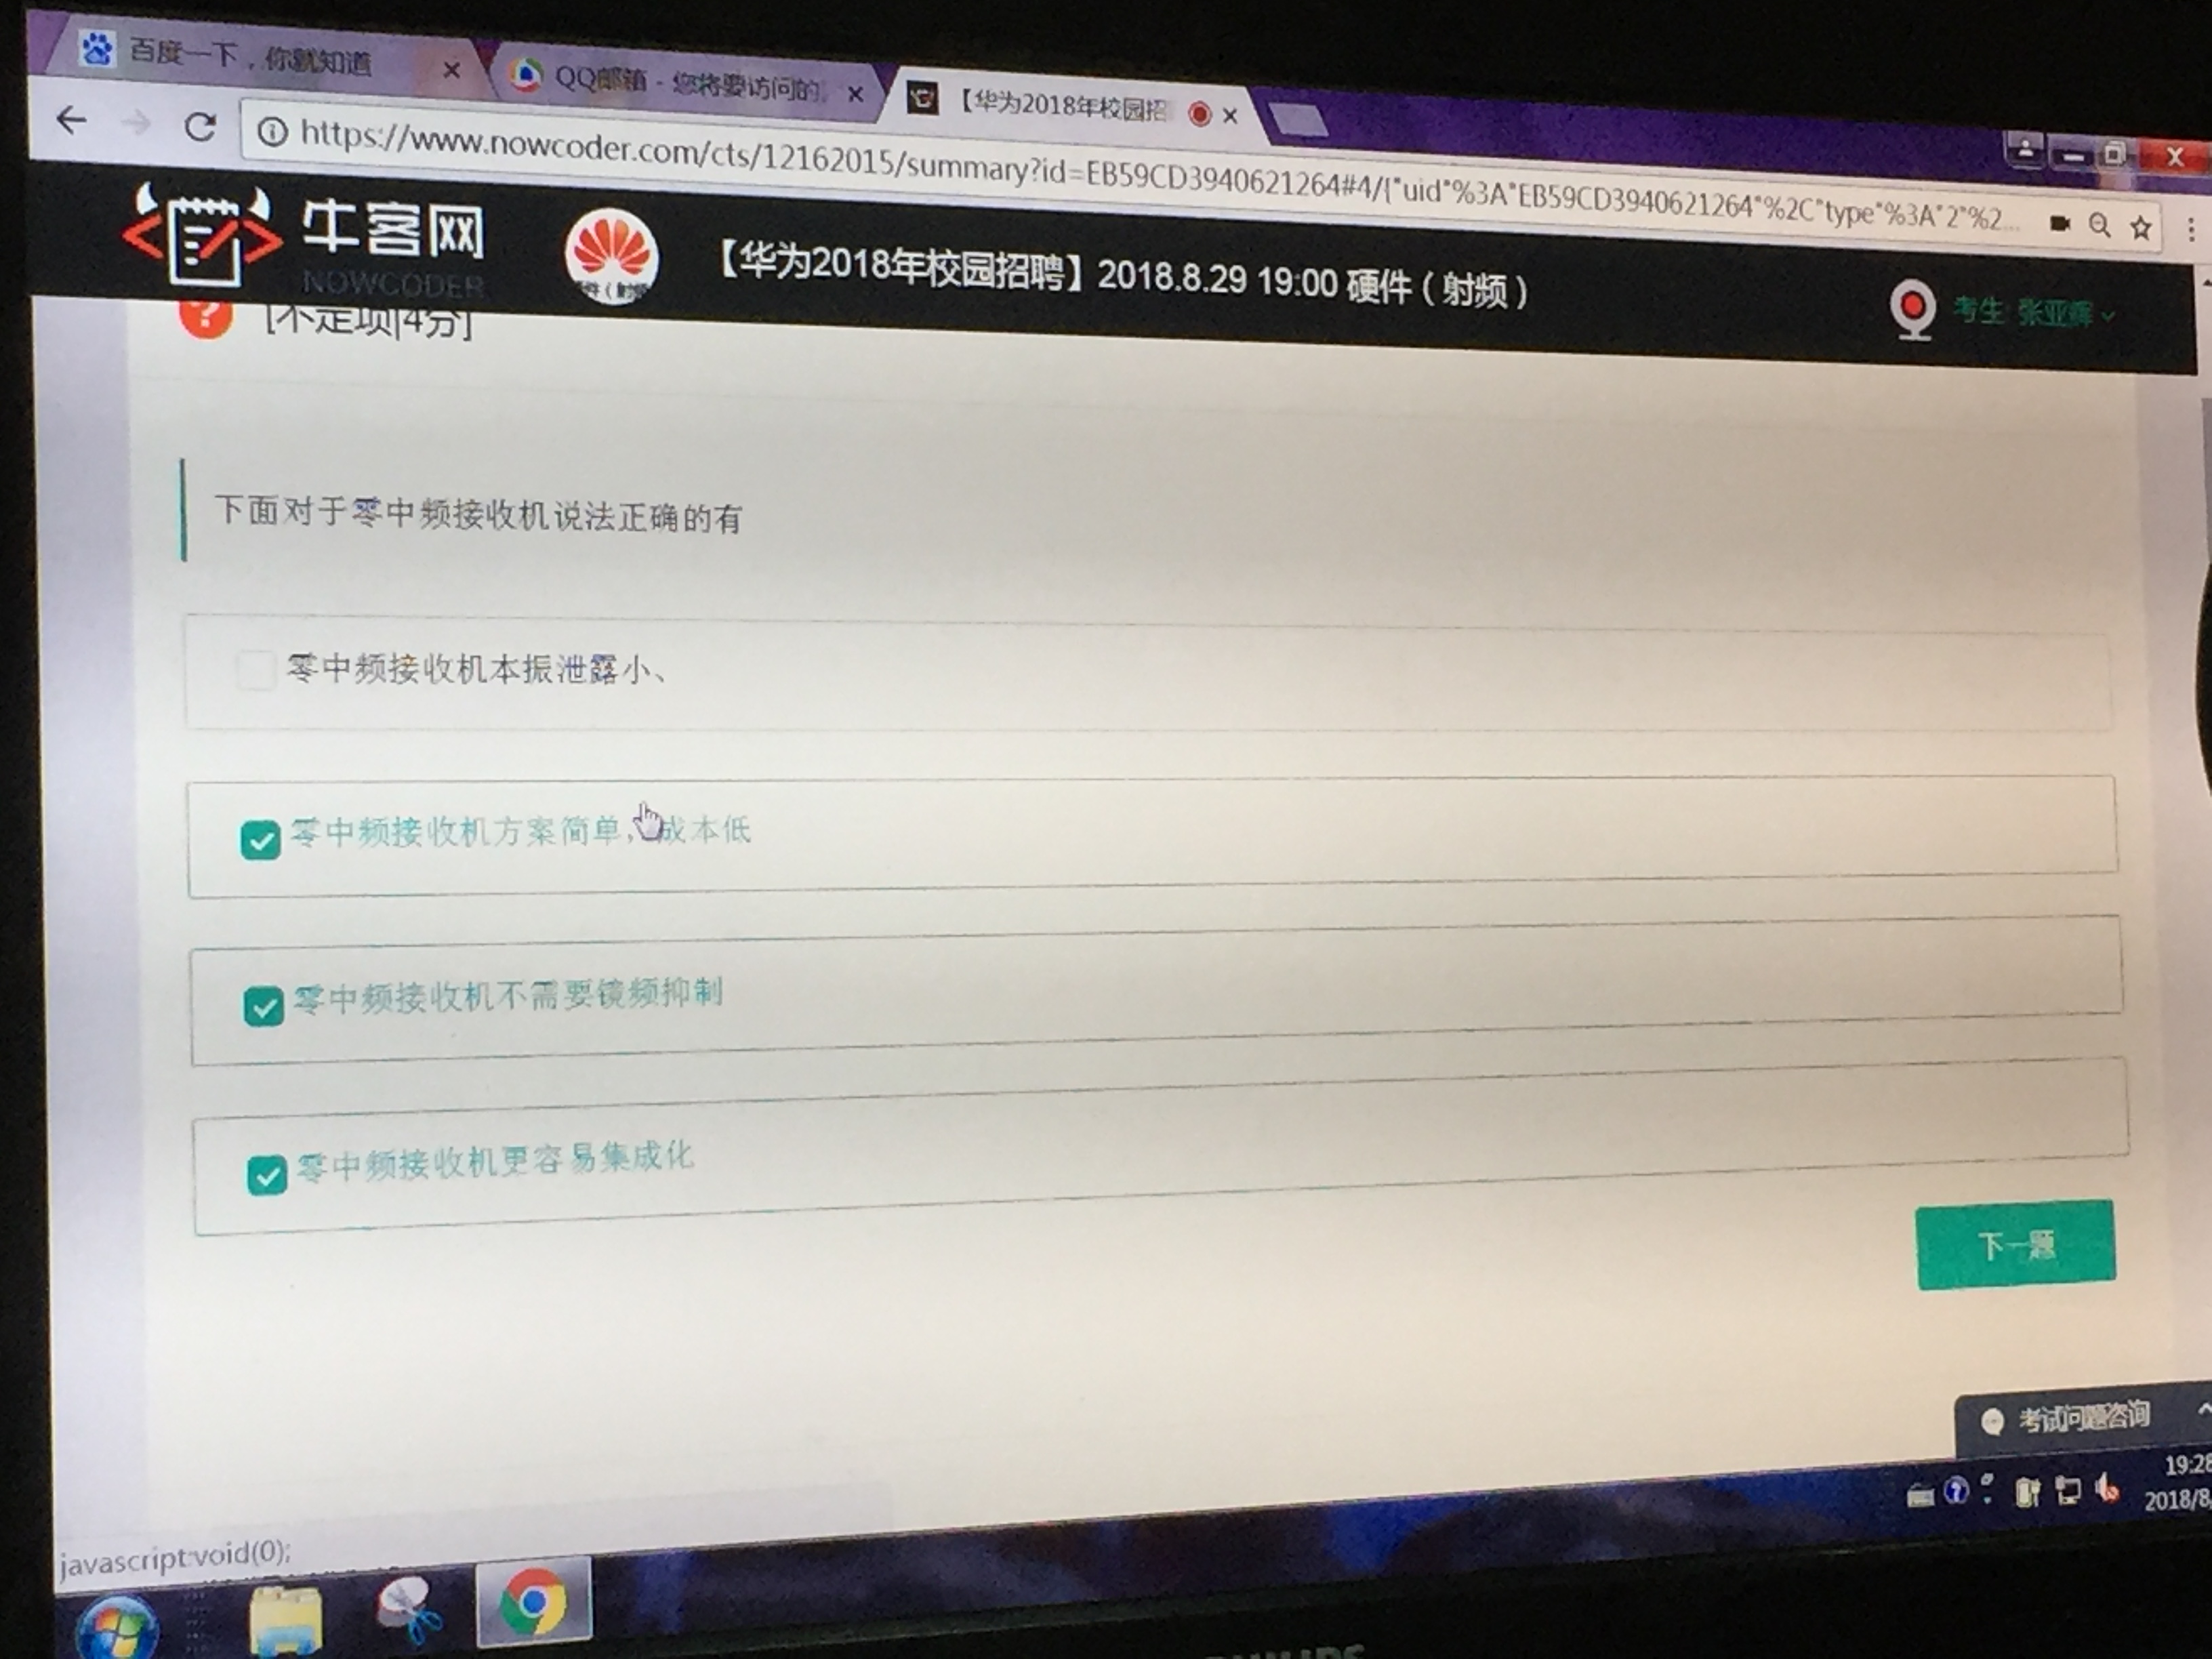 百度一下，你就知道
QQ邮箱 - 您将要访问的
【华为2018年校园招
https://www.nowcoder.com/cts/12162015/summary?id=EB59CD3940621264#4/{"uid"%3A"EB59CD3940621264"%2C"type"%3A"2"%2...
牛客网
NOWCODER
件（射频
【华为2018年校园招聘】2018.8.29 19:00 硬件（射频）
考生: 张亚辉
[不定项|4分]
下面对于零中频接收机说法正确的有
零中频接收机本振泄露小、
零中频接收机方案简单，成本低
零中频接收机不需要镜频抑制
零中频接收机更容易集成化
下一题
考试问题咨询
19:28
2018/8/
javascript:void(0);
PHILIPS